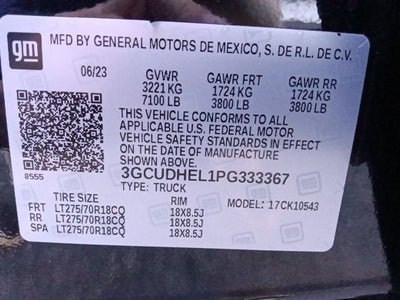 gm
MFD BY GENERAL MOTORS DE MEXICO, S. DE R.L. DE C.V.
06/23 GVWR GAWR FRT GAWR RR
3221 KG 1724 KG 1724 KG
7100 LB 3800 LB 3800 LB
THIS VEHICLE CONFORMS TO ALL
APPLICABLE U.S. FEDERAL MOTOR
VEHICLE SAFETY STANDARDS IN EFFECT
ON THE DATE OF MANUFACTURE
SHOWN ABOVE.
8555 3GCUDHEL1PG333367
TYPE: TRUCK
TIRE SIZE RIM MODEL: 17CK10543
FRT LT275/70R18CQ 18X8.5J
RR LT275/70R18CQ 18X8.5J
SPA LT275/70R18CQ 18X8.5J